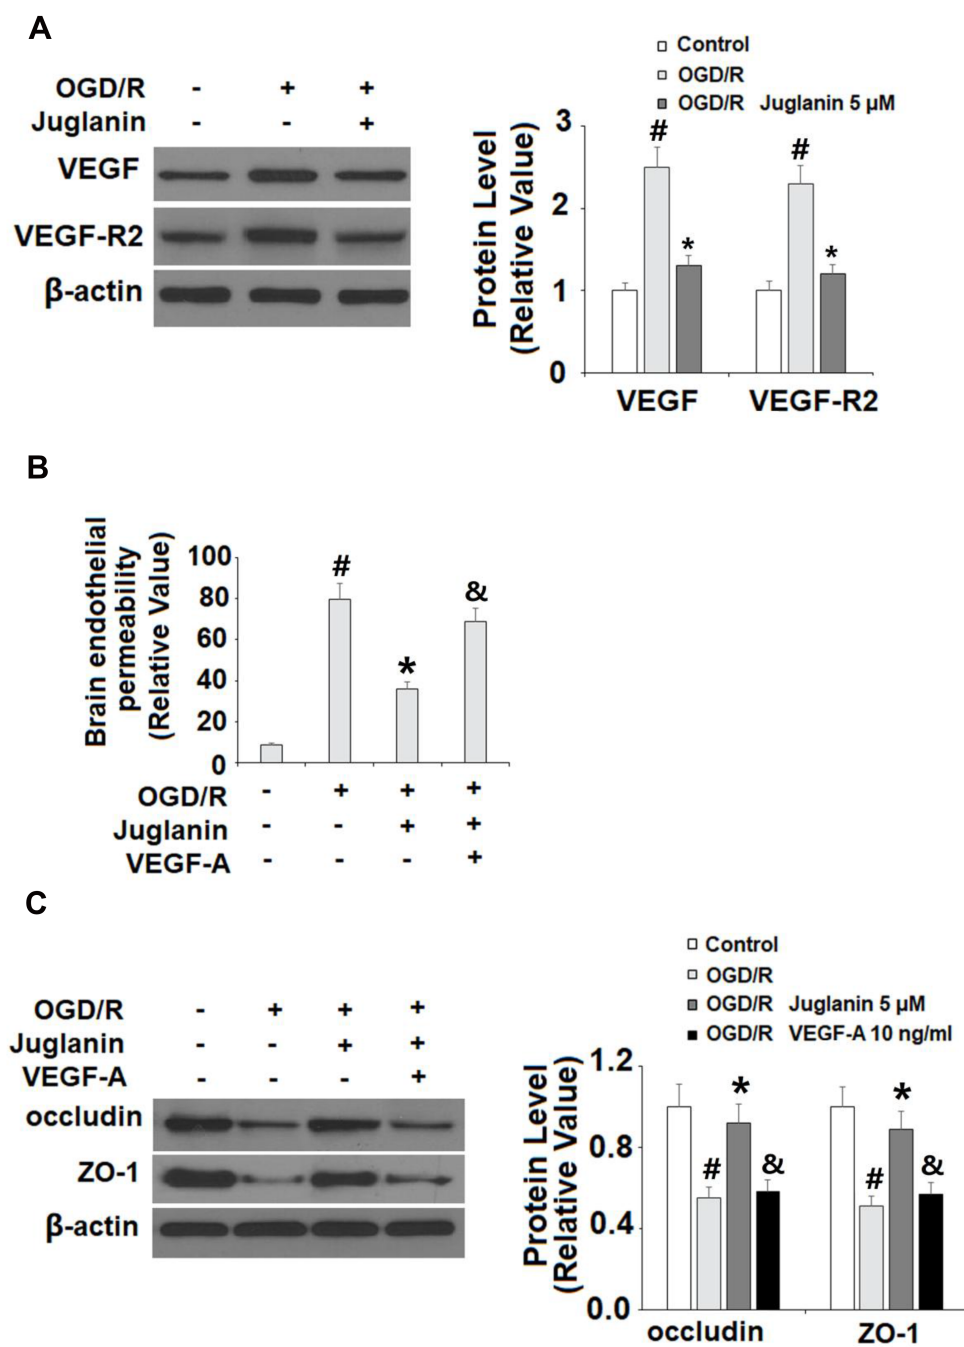 A
OGD/R - + +
Juglanin - - +
VEGF
VEGF-R2
β-actin
Control
OGD/R
OGD/R Juglanin 5 μM
Protein Level
(Relative Value)
3
2
1
0
# * # *
VEGF VEGF-R2
B
Brain endothelial
permeability
(Relative Value)
100
80
60
40
20
0
# * &
OGD/R - + + +
Juglanin - - + +
VEGF-A - - - +
C
OGD/R - + + +
Juglanin - - + +
VEGF-A - - - +
occludin
ZO-1
β-actin
Control
OGD/R
OGD/R Juglanin 5 μM
OGD/R VEGF-A 10 ng/ml
Protein Level
(Relative Value)
1.2
0.8
0.4
0.0
# * & # * &
occludin ZO-1